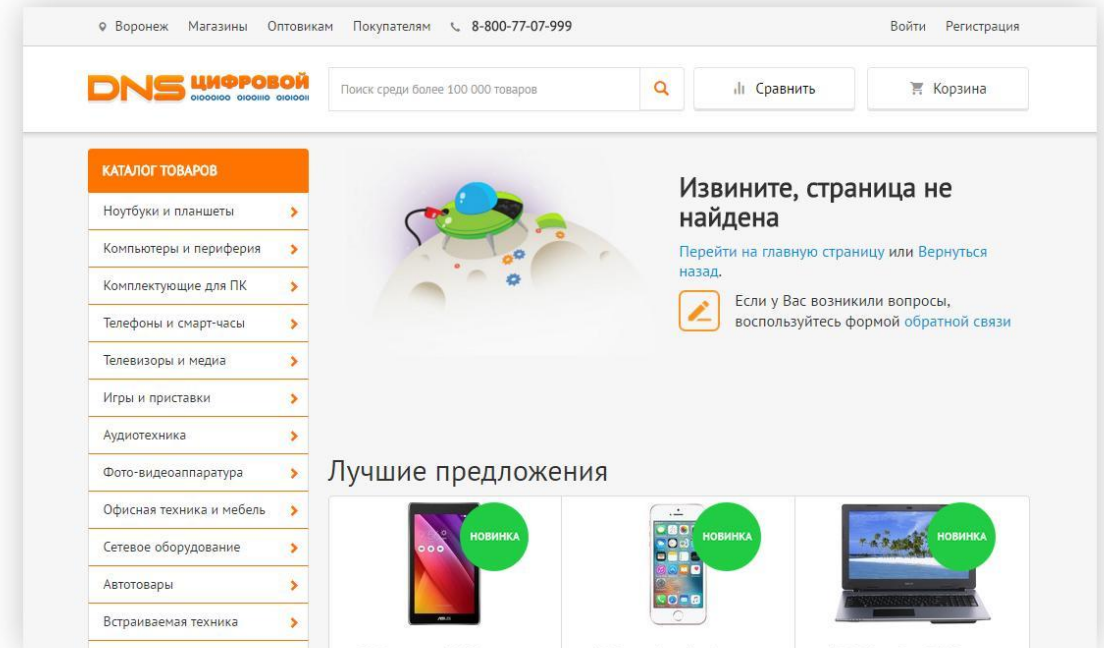 Воронеж Магазины Оптовикам Покупателям 8-800-77-07-999 Войти Регистрация
DNS ЦИФРОВОЙ
Поиск среди более 100 000 товаров
Сравнить
Корзина
КАТАЛОГ ТОВАРОВ
Ноутбуки и планшеты
Компьютеры и периферия
Комплектующие для ПК
Телефоны и смарт-часы
Телевизоры и медиа
Игры и приставки
Аудиотехника
Фото-видеоаппаратура
Офисная техника и мебель
Сетевое оборудование
Автотовары
Встраиваемая техника
Извините, страница не
найдена
Перейти на главную страницу или Вернуться
назад.
Если у Вас возникили вопросы,
воспользуйтесь формой обратной связи
Лучшие предложения
НОВИНКА
НОВИНКА
НОВИНКА